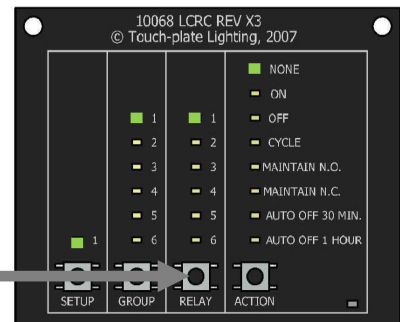 10068 LCRC REV X3
© Touch-plate Lighting, 2007
NONE
ON
1 1 OFF
2 2 CYCLE
3 3 MAINTAIN N.O.
4 4 MAINTAIN N.C.
5 5 AUTO OFF 30 MIN.
1 6 6 AUTO OFF 1 HOUR
SETUP GROUP RELAY ACTION